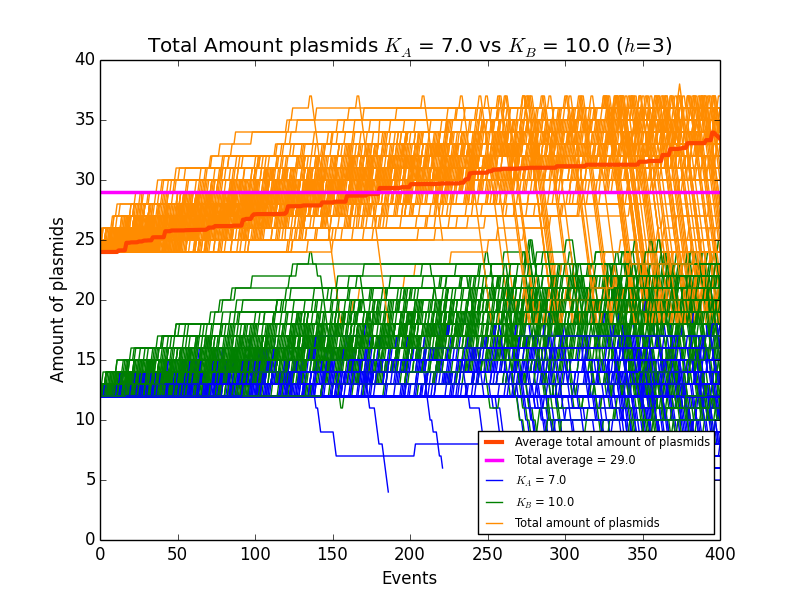 Total Amount plasmids K_A = 7.0 vs K_B = 10.0 (h=3)
40
35
30
25
20
15
10
5
0
Amount of plasmids
Average total amount of plasmids
Total average = 29.0
K_A = 7.0
K_B = 10.0
Total amount of plasmids
0 50 100 150 200 250 300 350 400
Events